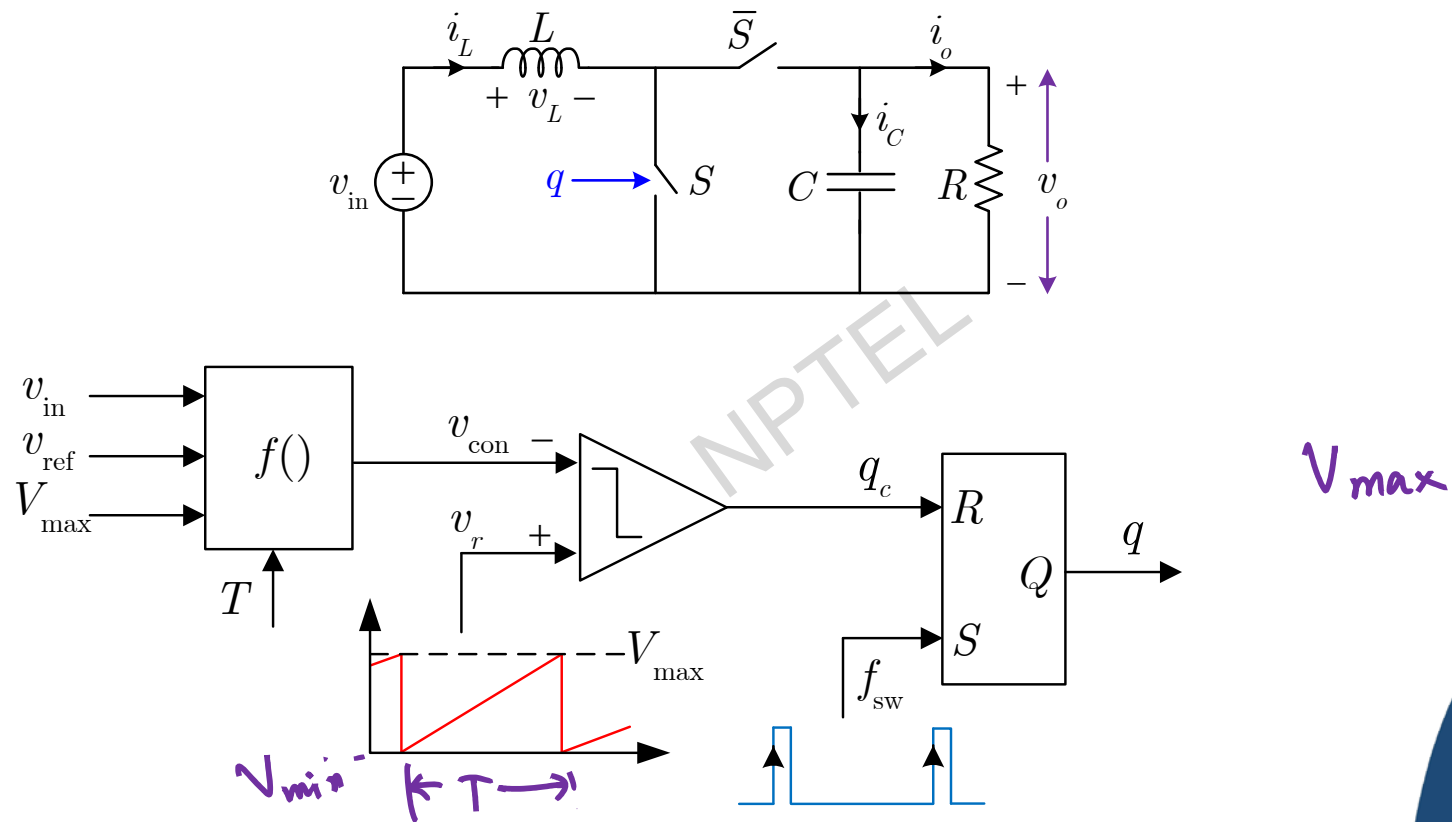 i_L L S̅ i_o
+ v_L − +
i_C
v_in + − q S C R v_o
−
NPTEL
v_in
v_ref f() v_con − q_c R V_max
V_max v_r + q
Q
T S
V_max
f_sw
V_min T